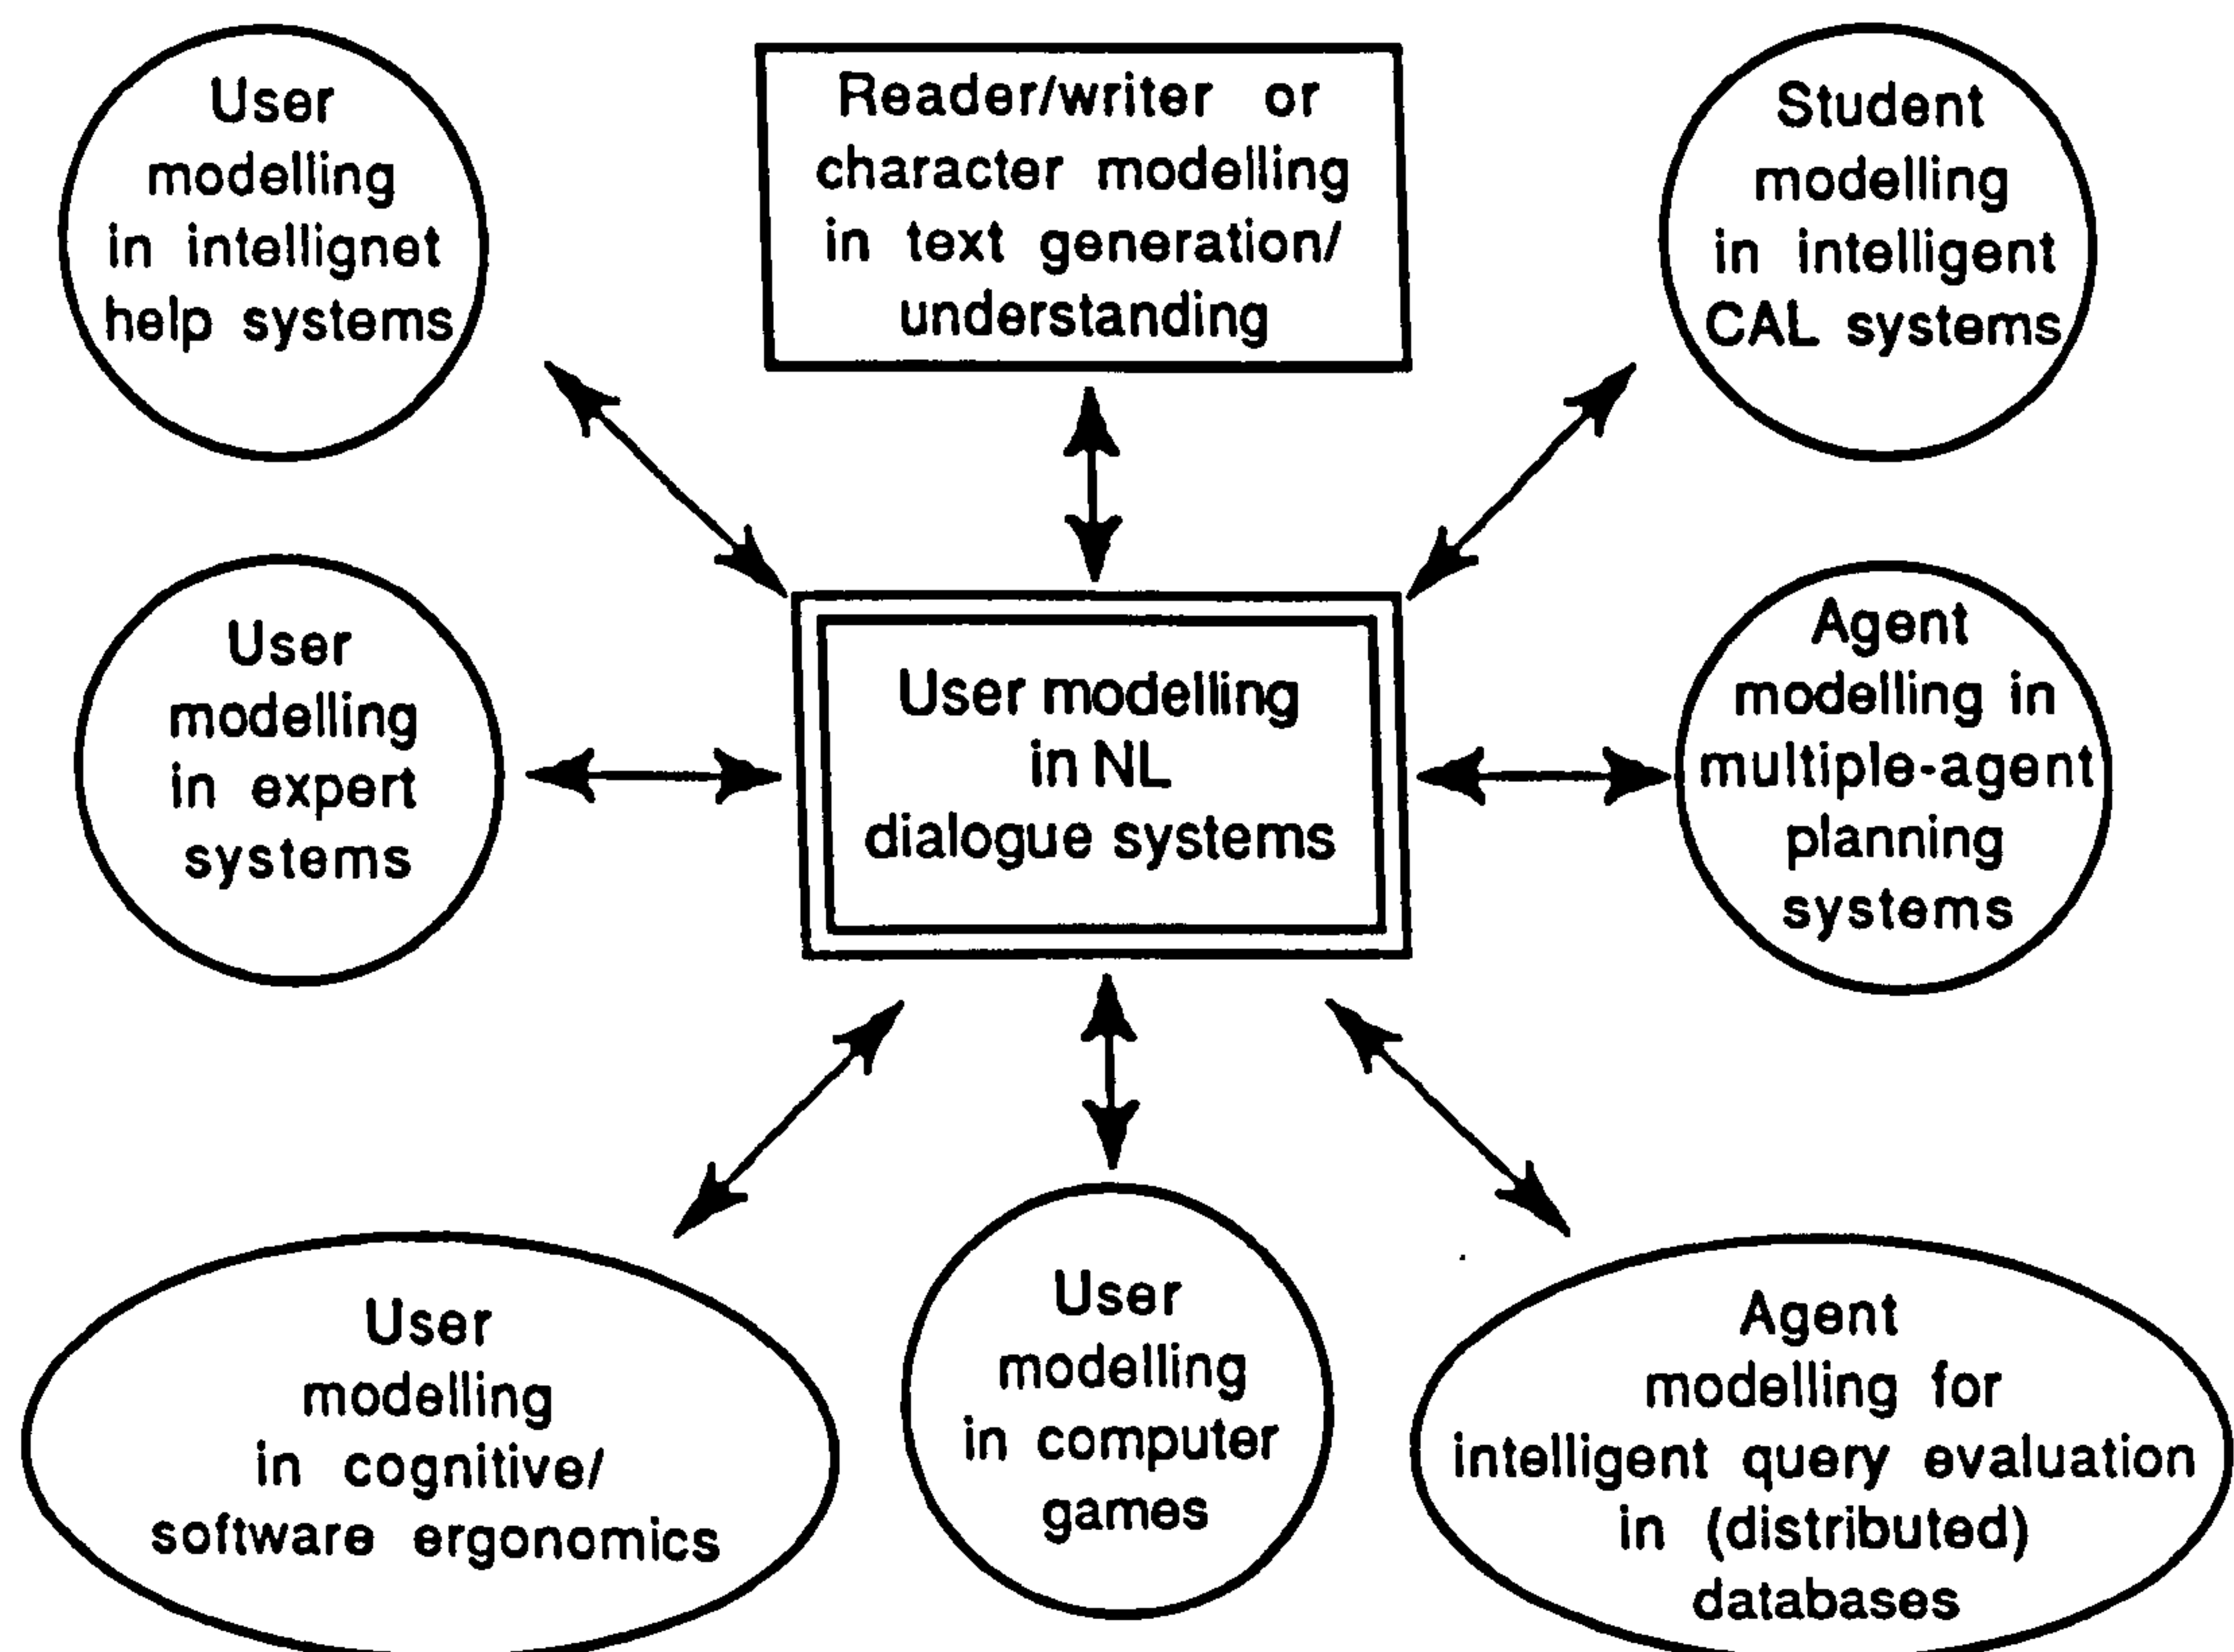 User
modelling
in intellignet
help systems
Reader/writer or
character modelling
in text generation/
understanding
Student
modelling
in intelligent
CAL systems
User
modelling
in expert
systems
User modelling
in NL
dialogue systems
Agent
modelling in
multiple-agent
planning
systems
User
modelling
in cognitive/
software ergonomics
User
modelling
in computer
games
Agent
modelling for
intelligent query evaluation
in (distributed)
databases